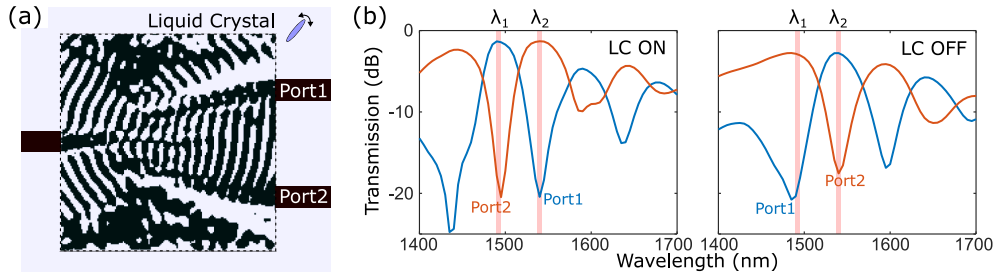 (a)
Liquid Crystal
Port1
Port2
(b)
λ1 λ2
LC ON
0
-10
-20
Transmission (dB)
Port2
Port1
1400 1500 1600 1700
λ1 λ2
LC OFF
Port2
Port1
1400 1500 1600 1700
Wavelength (nm)